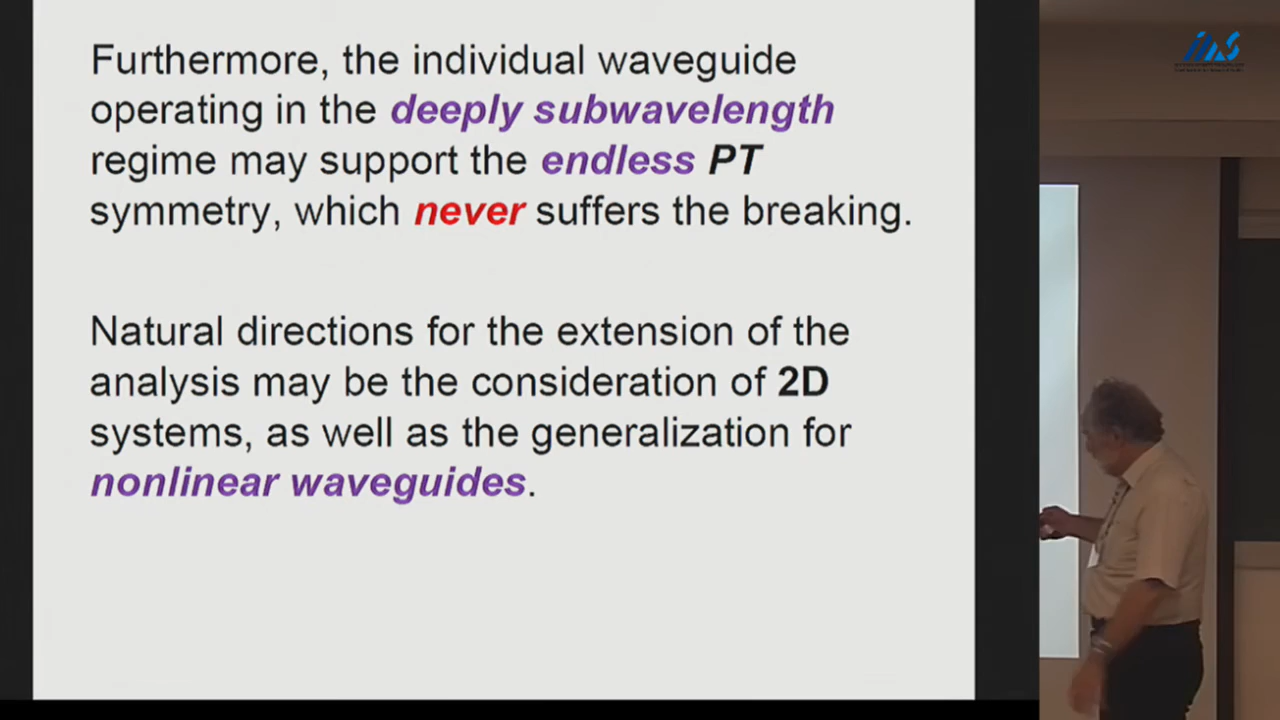 Furthermore, the individual waveguide
operating in the deeply subwavelength
regime may support the endless PT
symmetry, which never suffers the breaking.
Natural directions for the extension of the
analysis may be the consideration of 2D
systems, as well as the generalization for
nonlinear waveguides.
ims